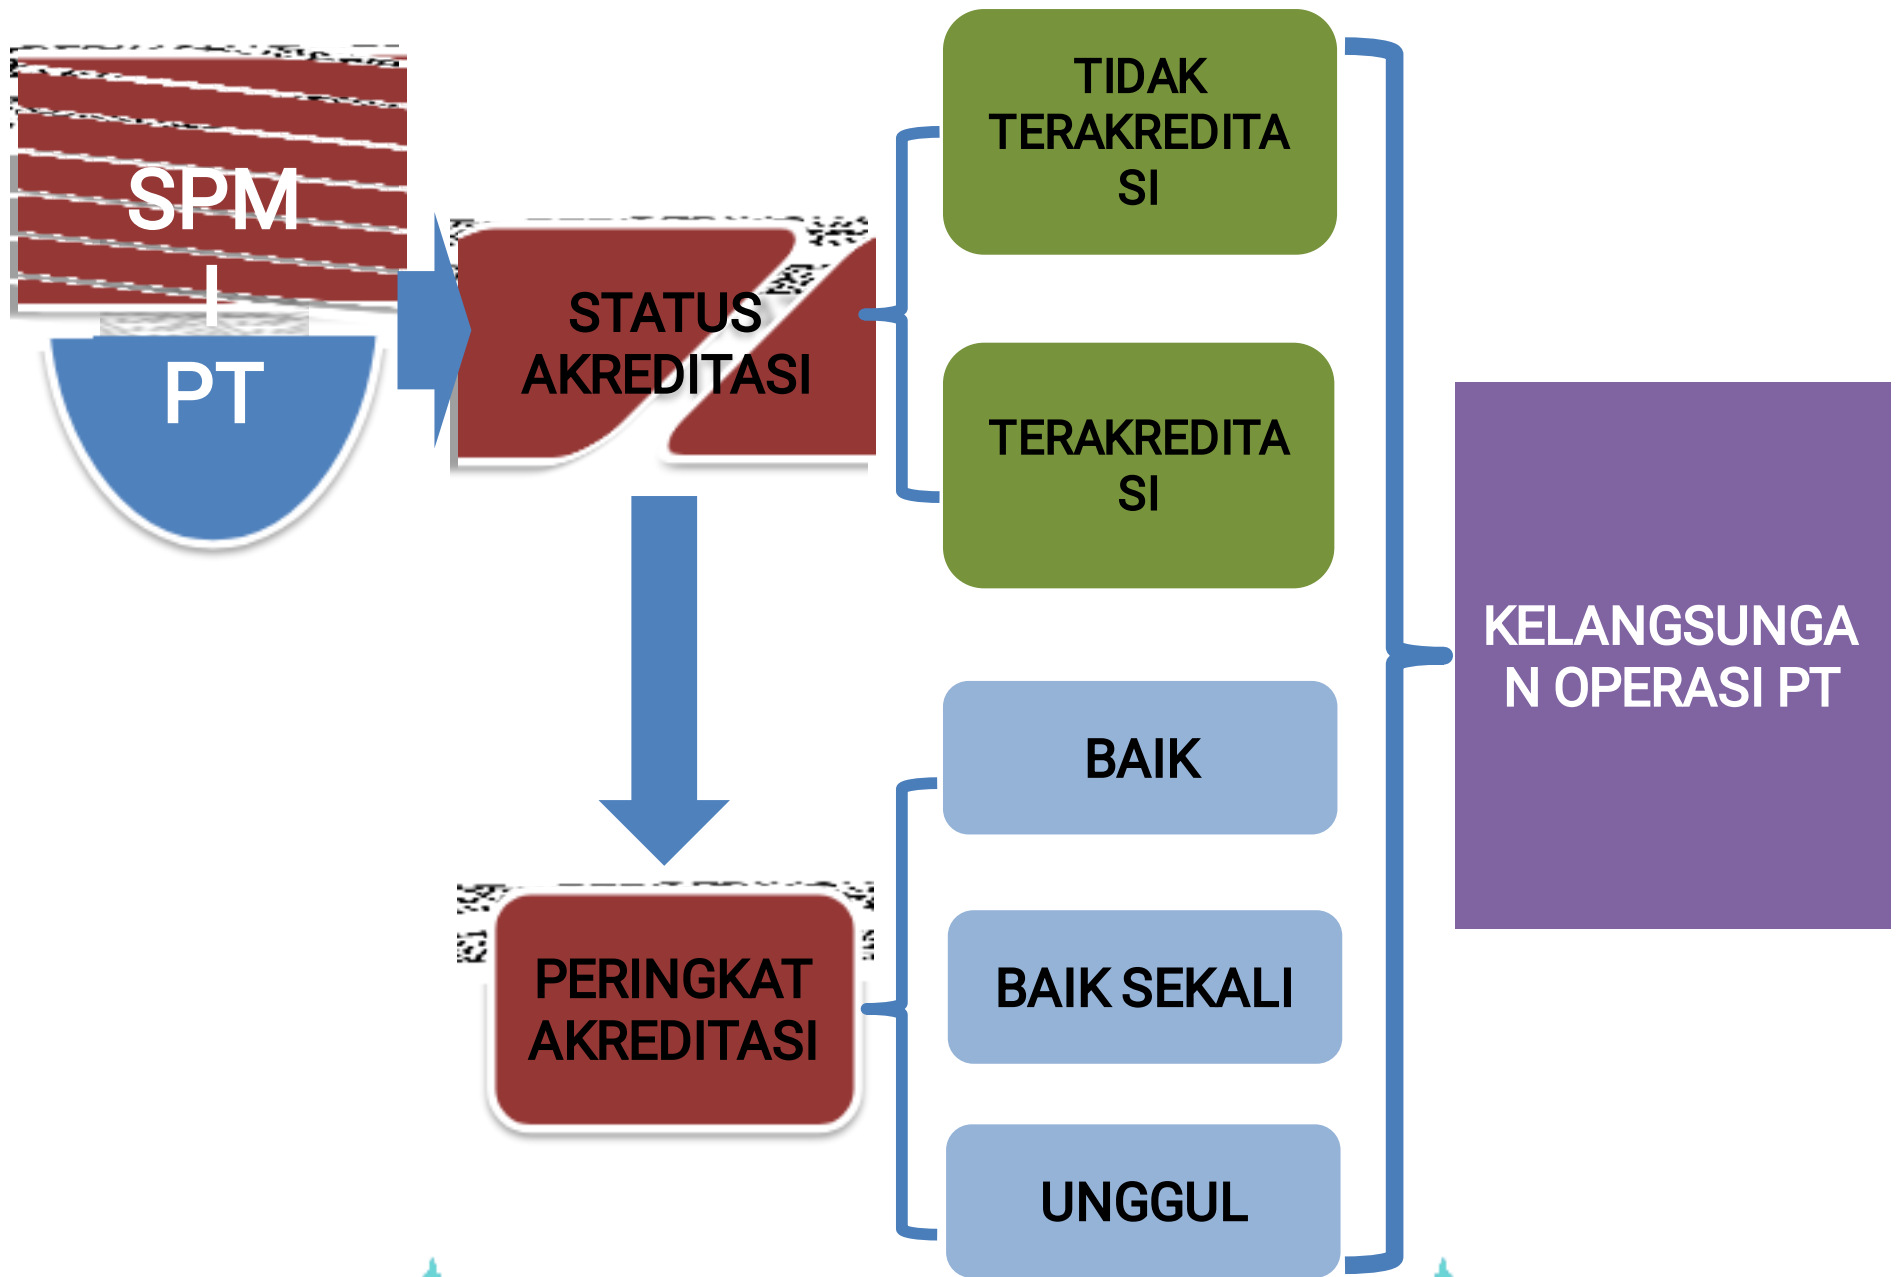 SPM
I
PT
STATUS
AKREDITASI
TIDAK
TERAKREDITA
SI
TERAKREDITA
SI
PERINGKAT
AKREDITASI
BAIK
BAIK SEKALI
UNGGUL
KELANGSUNGA
N OPERASI PT